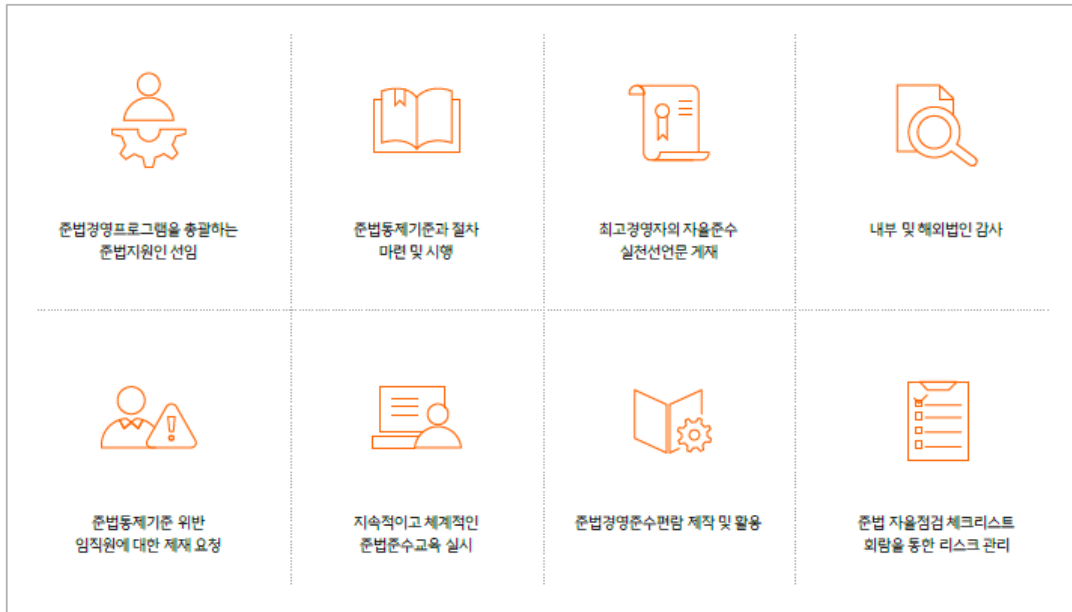 준법경영프로그램을 총괄하는
준법지원인 선임
준법통제기준과 절차
마련 및 시행
최고경영자의 자율준수
실천선언문 게재
내부 및 해외법인 감사
준법통제기준 위반
임직원에 대한 제재 요청
지속적이고 체계적인
준법준수교육 실시
준법경영준수편람 제작 및 활용
준법 자율점검 체크리스트
회람을 통한 리스크 관리